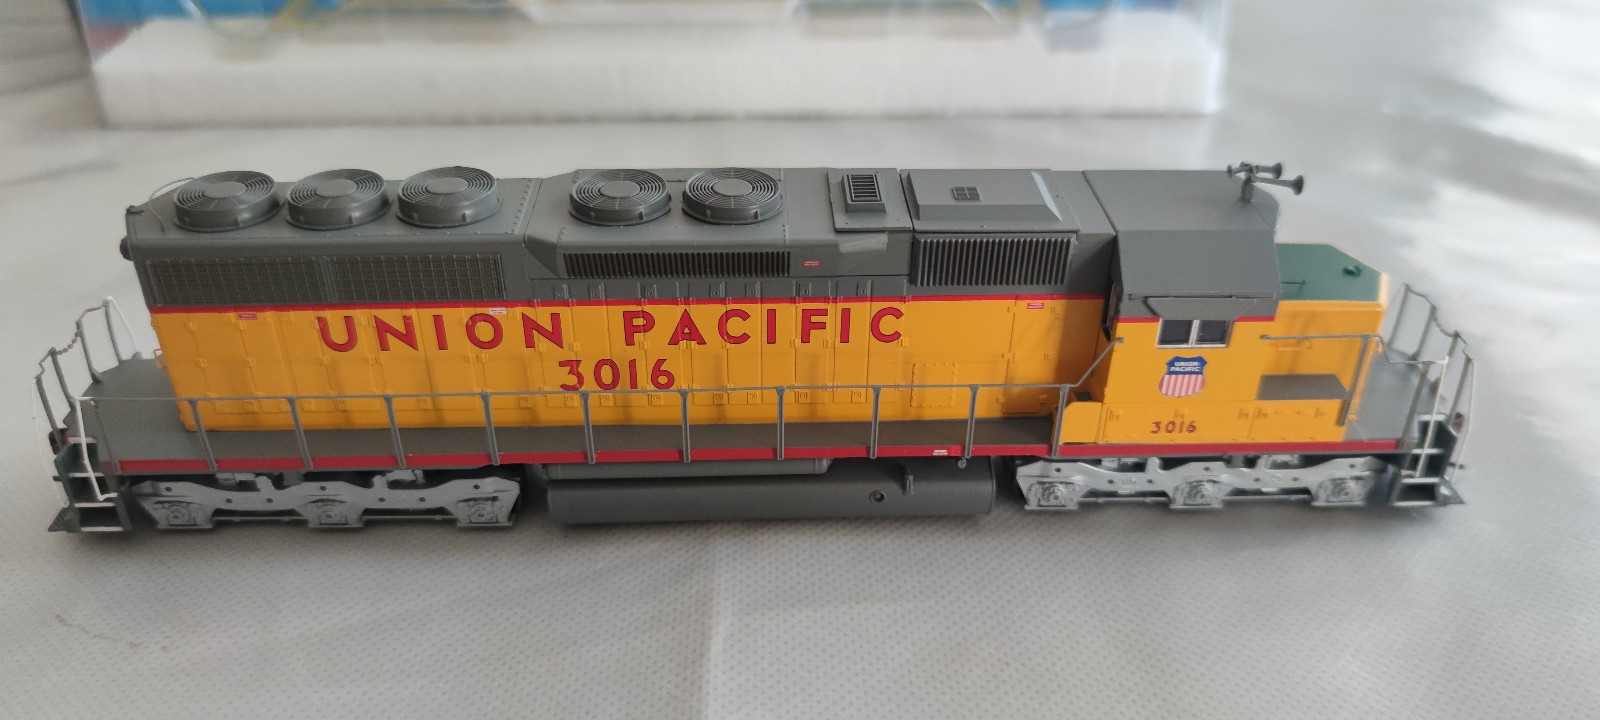 UNION PACIFIC
3016
UNION
PACIFIC
3016